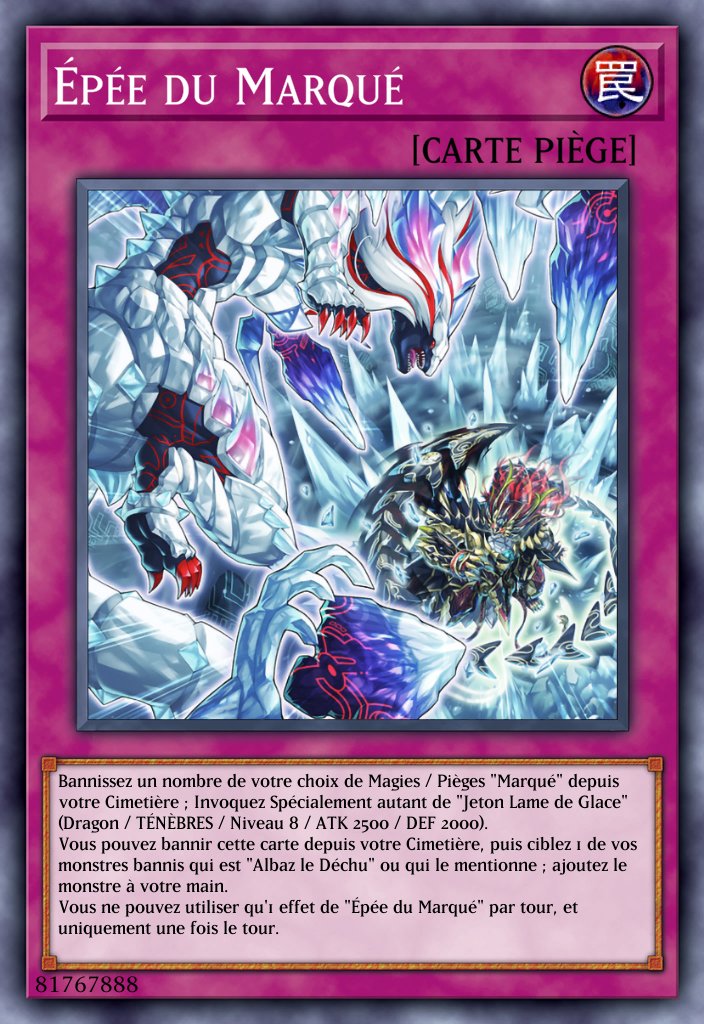 Épée du Marqué
罠
[CARTE PIÈGE]
Bannissez un nombre de votre choix de Magies / Pièges "Marqué" depuis
votre Cimetière ; Invoquez Spécialement autant de "Jeton Lame de Glace"
(Dragon / TÉNÈBRES / Niveau 8 / ATK 2500 / DEF 2000).
Vous pouvez bannir cette carte depuis votre Cimetière, puis ciblez 1 de vos
monstres bannis qui est "Albaz le Déchu" ou qui le mentionne ; ajoutez le
monstre à votre main.
Vous ne pouvez utiliser qu'1 effet de "Épée du Marqué" par tour, et
uniquement une fois le tour.
81767888